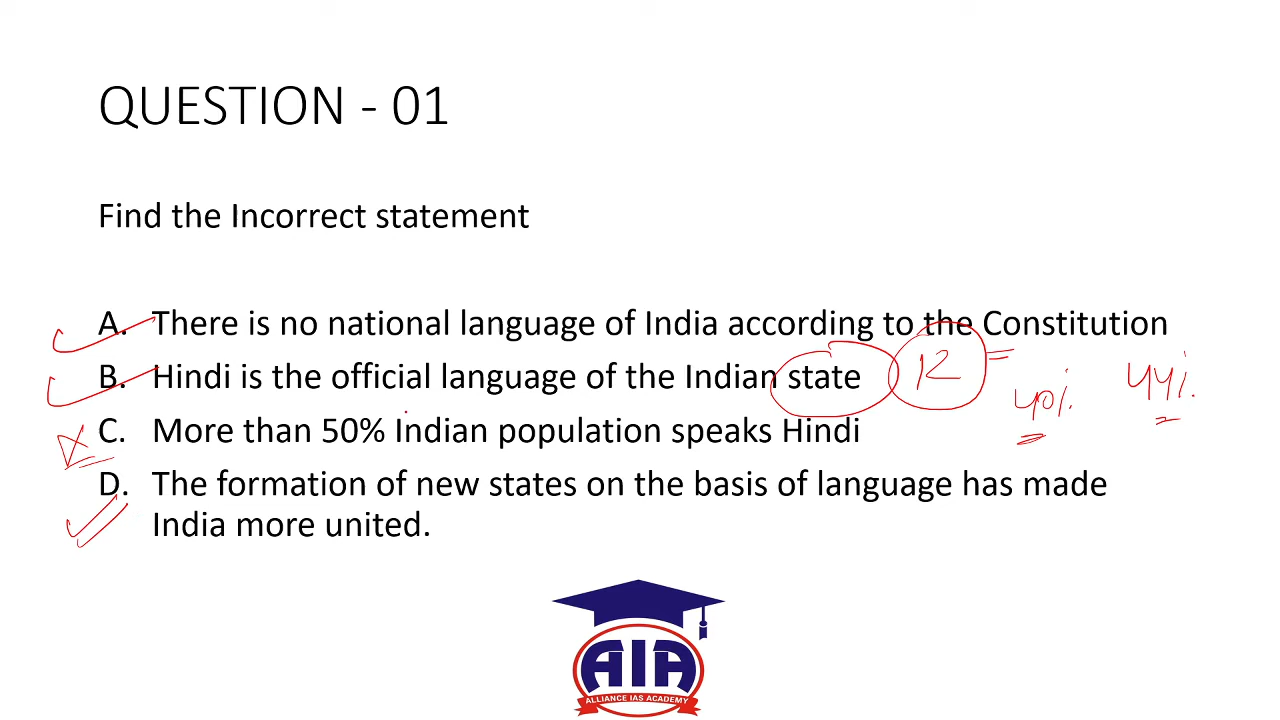 QUESTION - 01
Find the Incorrect statement
A. There is no national language of India according to the Constitution
B. Hindi is the official language of the Indian state
12
40%.
44%.
C. More than 50% Indian population speaks Hindi
D. The formation of new states on the basis of language has made
India more united.
AIA
ALLIANCE IAS ACADEMY